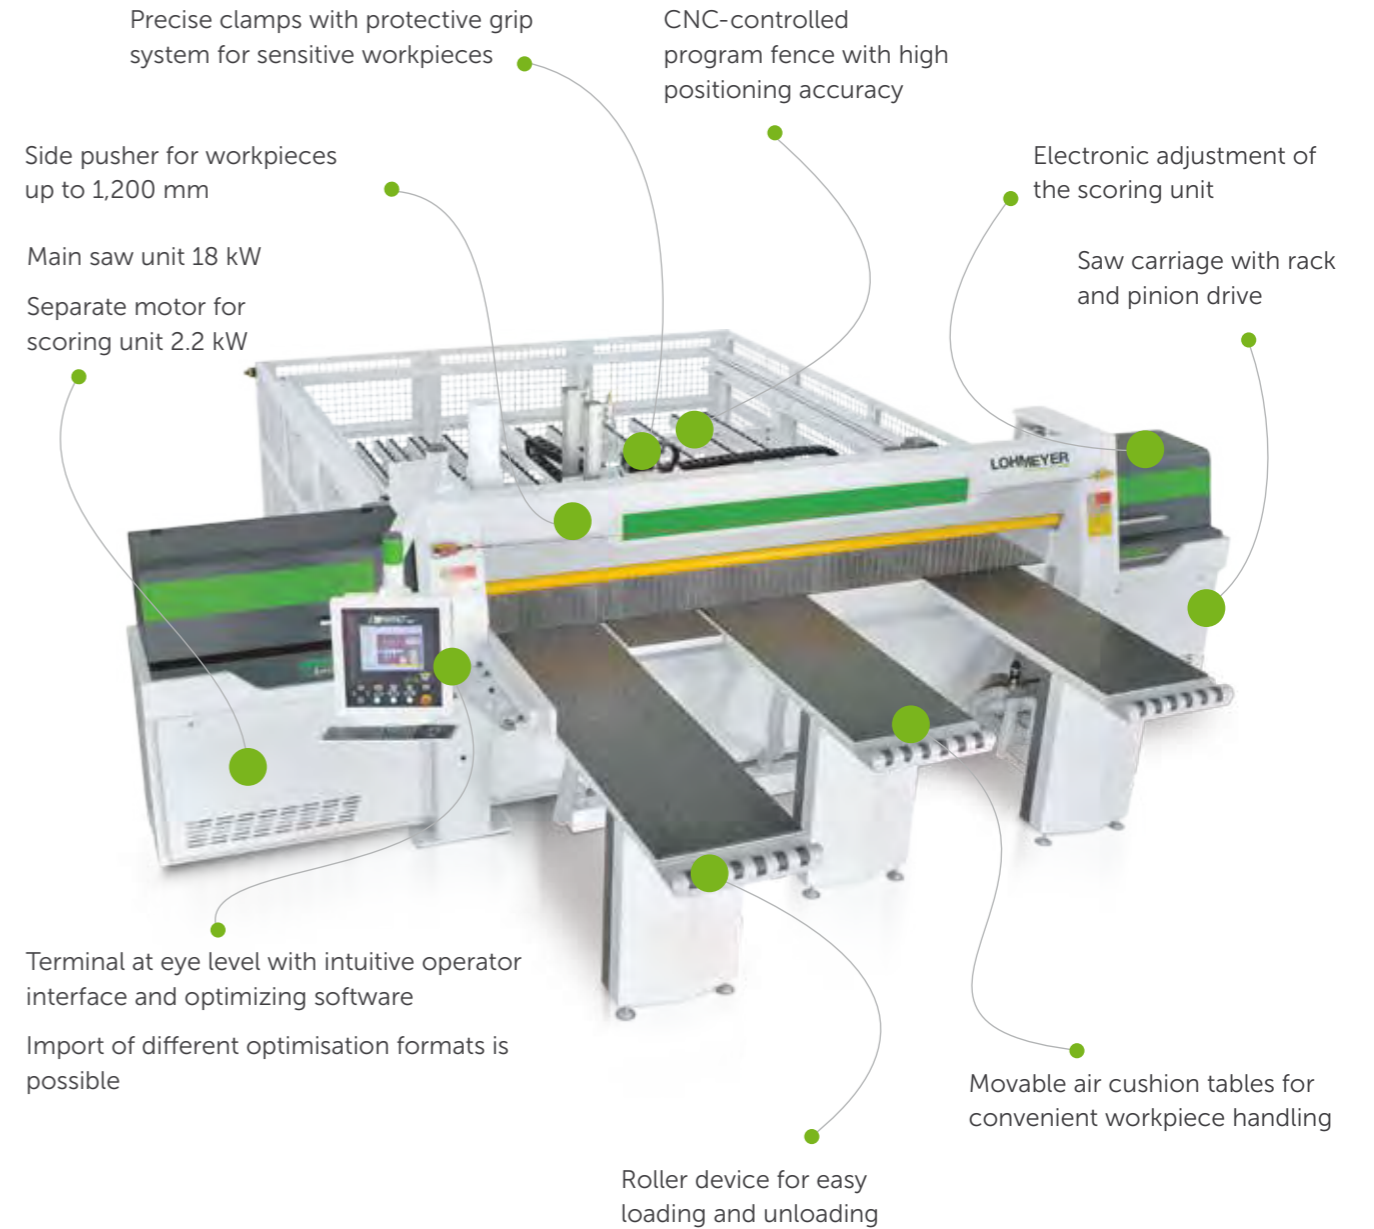 Precise clamps with protective grip
system for sensitive workpieces
CNC-controlled
program fence with high
positioning accuracy
Side pusher for workpieces
up to 1,200 mm
Electronic adjustment of
the scoring unit
Main saw unit 18 kW
Separate motor for
scoring unit 2.2 kW
Saw carriage with rack
and pinion drive
LOHMEYER
Terminal at eye level with intuitive operator
interface and optimizing software
Import of different optimisation formats is
possible
Movable air cushion tables for
convenient workpiece handling
Roller device for easy
loading and unloading